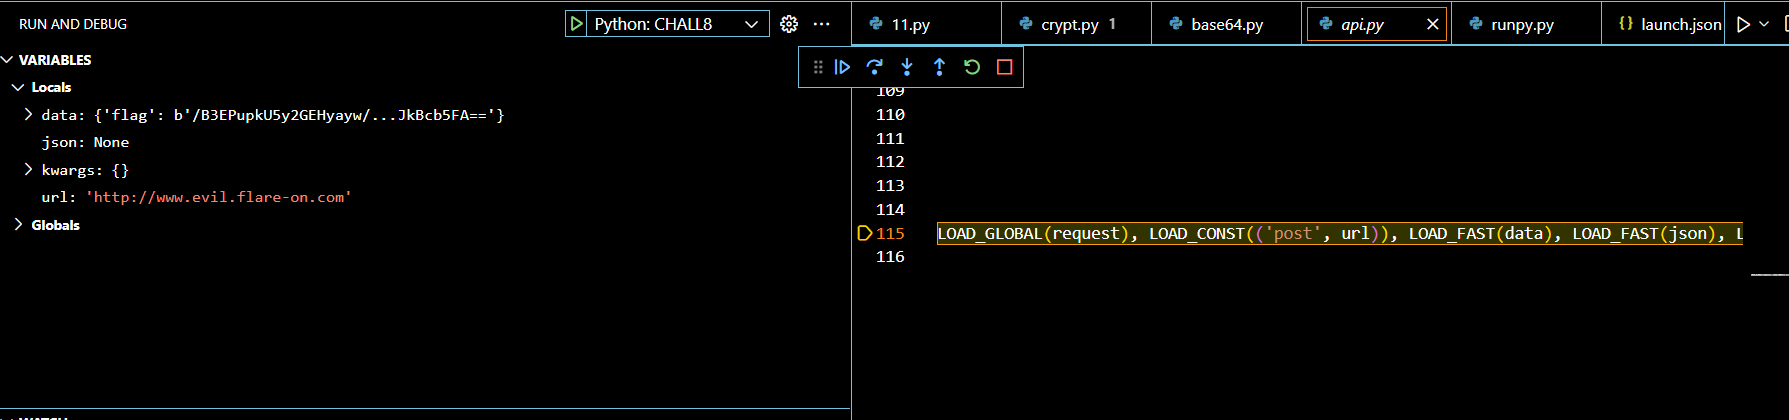 RUN AND DEBUG
Python: CHALL8
11.py
crypt.py 1
base64.py
api.py
runpy.py
{} launch.json
VARIABLES
Locals
data: {'flag': b'/B3EPupkU5y2GEHyayw/...JkBcb5FA=='}
json: None
kwargs: {}
url: 'http://www.evil.flare-on.com'
Globals
109
110
111
112
113
114
115 LOAD_GLOBAL(request), LOAD_CONST(('post', url)), LOAD_FAST(data), LOAD_FAST(json), L
116
WATCH